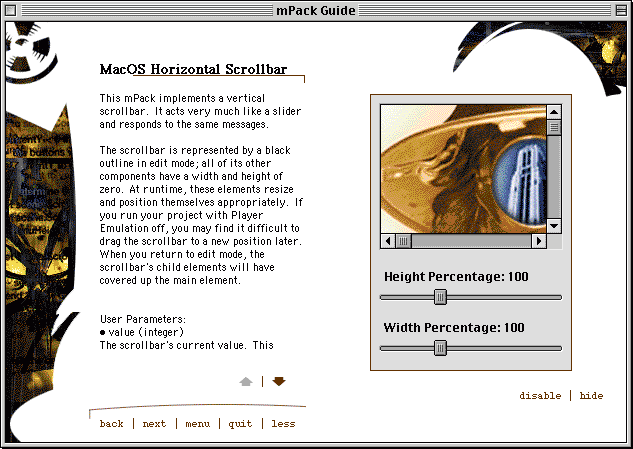 mPack Guide
MacOS Horizontal Scrollbar
This mPack implements a vertical
scrollbar. It acts very much like a slider
and responds to the same messages.
The scrollbar is represented by a black
outline in edit mode; all of its other
components have a width and height of
zero. At runtime, these elements resize
and position themselves appropriately. If
you run your project with Player
Emulation off, you may find it difficult to
drag the scrollbar to a new position later.
When you return to edit mode, the
scrollbar's child elements will have
covered up the main element.
User Parameters:
• value (integer)
The scrollbar's current value. This
Height Percentage: 100
Width Percentage: 100
disable | hide
back | next | menu | quit | less